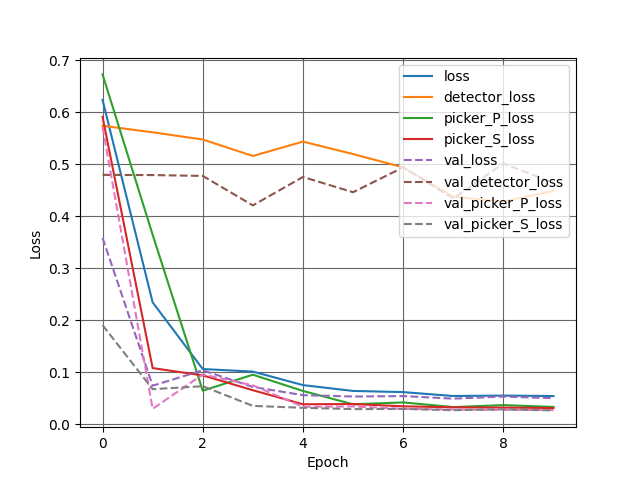 0.7
0.6
0.5
0.4
0.3
0.2
0.1
0.0
Loss
0
2
4
6
8
Epoch
loss
detector_loss
picker_P_loss
picker_S_loss
val_loss
val_detector_loss
val_picker_P_loss
val_picker_S_loss